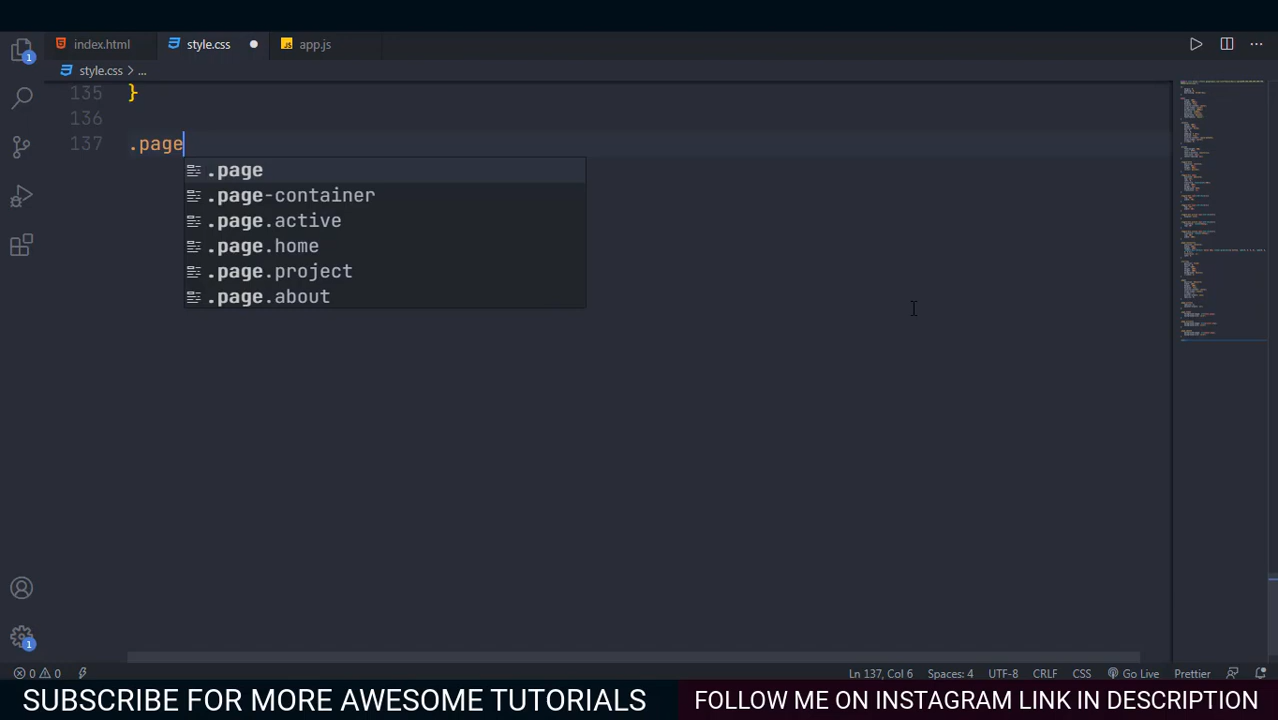 index.html style.css app.js
style.css > ...
135 }
136
137 .page
.page
.page-container
.page.active
.page.home
.page.project
.page.about
1
1
0 0 Ln 137, Col 6 Spaces: 4 UTF-8 CRLF CSS Go Live Prettier
SUBSCRIBE FOR MORE AWESOME TUTORIALS FOLLOW ME ON INSTAGRAM LINK IN DESCRIPTION